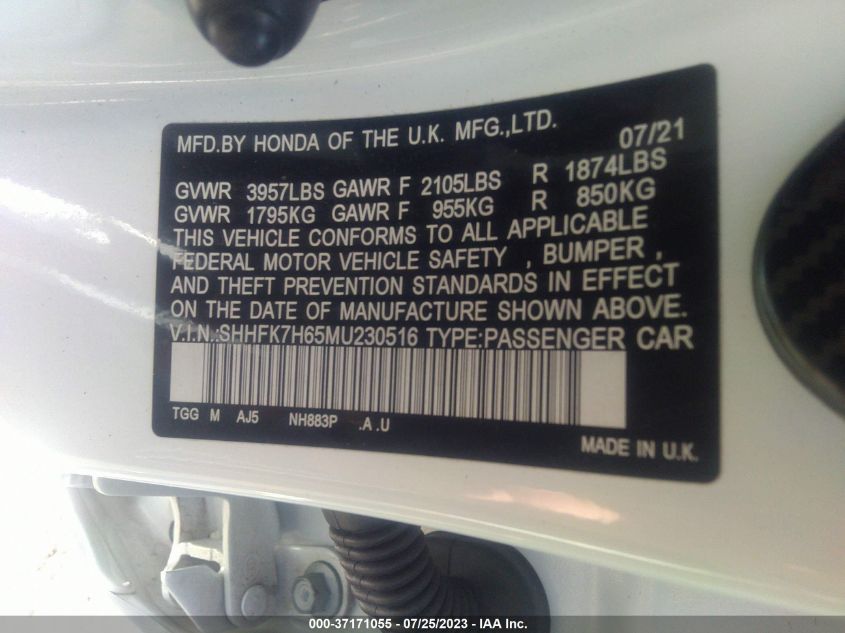 MFD.BY HONDA OF THE U.K. MFG.,LTD. 07/21
GVWR 3957LBS GAWR F 2105LBS R 1874LBS
GVWR 1795KG GAWR F 955KG R 850KG
THIS VEHICLE CONFORMS TO ALL APPLICABLE
FEDERAL MOTOR VEHICLE SAFETY , BUMPER ,
AND THEFT PREVENTION STANDARDS IN EFFECT
ON THE DATE OF MANUFACTURE SHOWN ABOVE.
V.I.N.:SHHFK7H65MU230516 TYPE:PASSENGER CAR
TGG M AJ5 NH883P .A .U
MADE IN U.K.
000-37171055 / 07/25/2023 - IAA Inc.